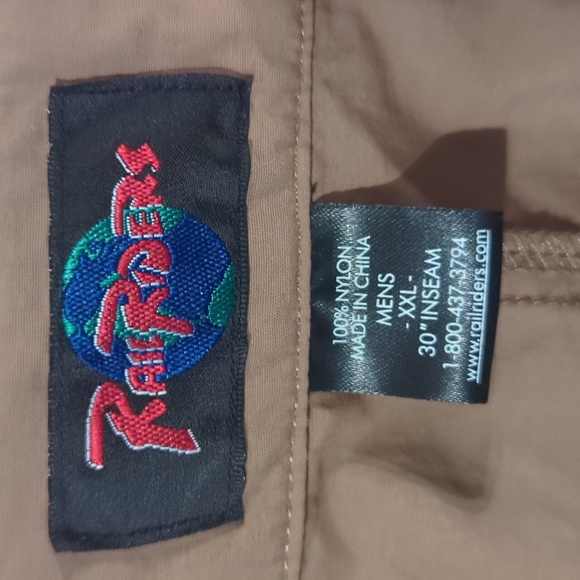 RailRiders
100% NYLON
MADE IN CHINA
MENS
- XXL -
30" INSEAM
1-800-437-3794
www.railriders.com